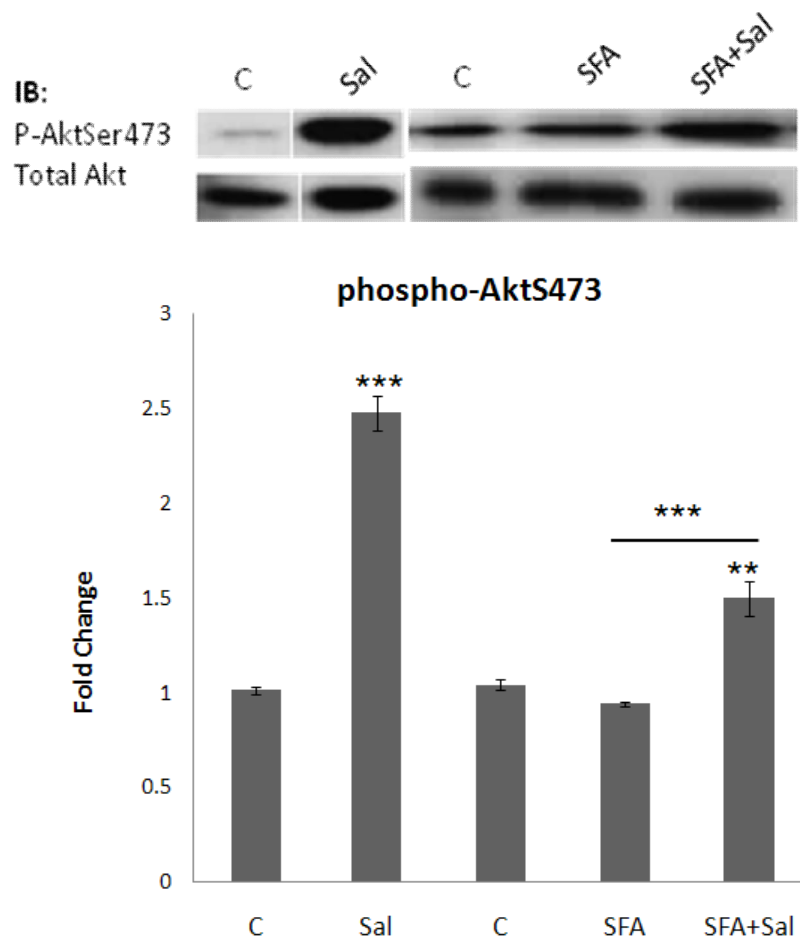 C Sal C SFA SFA+Sal
IB:
P-AktSer473
Total Akt
phospho-AktS473
3
2.5
2
1.5
1
0.5
0
Fold Change
***
***
**
C Sal C SFA SFA+Sal